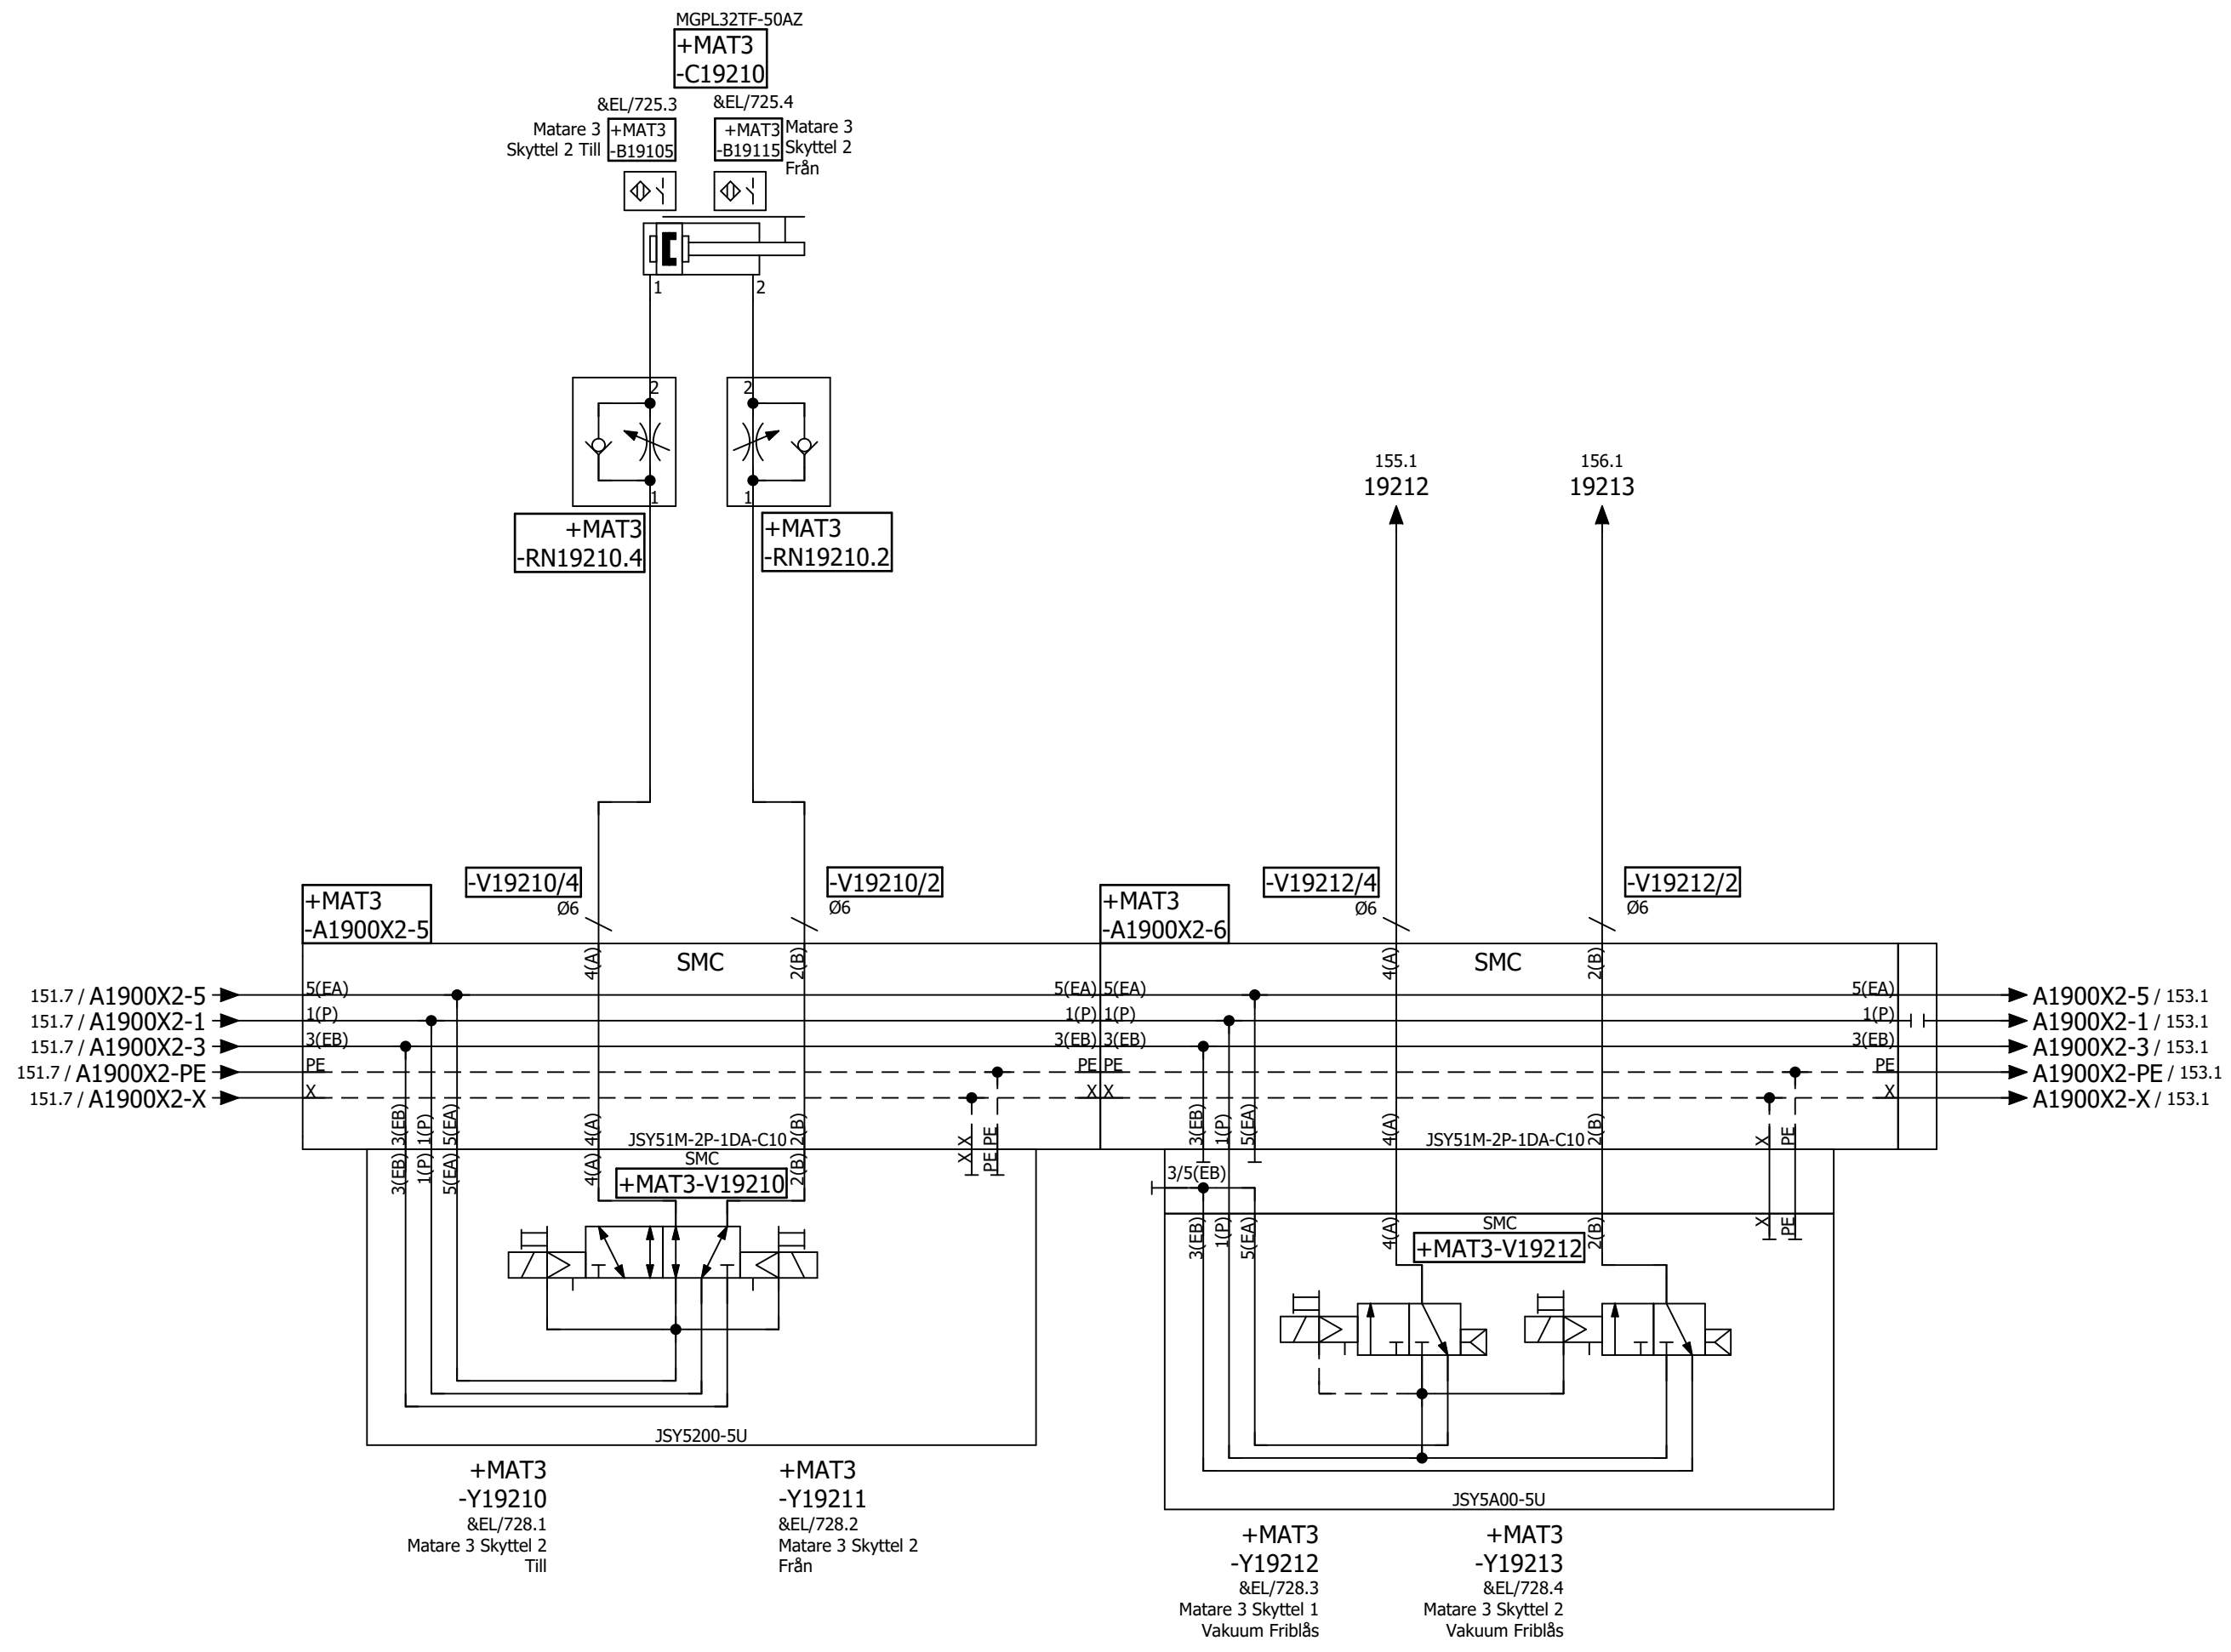 MGPL32TF-50AZ
+MAT3
-C19210
&EL/725.3
&EL/725.4
Matare 3
Skyttel 2 Till
+MAT3
-B19105
+MAT3
-B19115
Matare 3
Skyttel 2
Från
1
2
2
2
1
1
+MAT3
-RN19210.4
+MAT3
-RN19210.2
155.1
19212
156.1
19213
+MAT3
-A1900X2-5
-V19210/4
Ø6
-V19210/2
Ø6
+MAT3
-A1900X2-6
-V19212/4
Ø6
-V19212/2
Ø6
4(A)
SMC
2(B)
4(A)
SMC
2(B)
151.7 / A1900X2-5
5(EA)
5(EA)
5(EA)
5(EA)
A1900X2-5 / 153.1
151.7 / A1900X2-1
1(P)
1(P)
1(P)
1(P)
A1900X2-1 / 153.1
151.7 / A1900X2-3
3(EB)
3(EB)
3(EB)
3(EB)
A1900X2-3 / 153.1
151.7 / A1900X2-PE
PE
PE
PE
PE
A1900X2-PE / 153.1
151.7 / A1900X2-X
X
X
X
X
A1900X2-X / 153.1
3(EB)
1(P)
5(EA)
4(A)
JSY51M-2P-1DA-C10
2(B)
X
PE
3(EB)
1(P)
5(EA)
4(A)
JSY51M-2P-1DA-C10
2(B)
X
PE
3(EB)
1(P)
5(EA)
4(A)
SMC
+MAT3-V19210
2(B)
X
PE
3/5(EB)
3(EB)
1(P)
5(EA)
4(A)
SMC
+MAT3-V19212
2(B)
X
PE
JSY5200-5U
JSY5A00-5U
+MAT3
-Y19210
&EL/728.1
Matare 3 Skyttel 2
Till
+MAT3
-Y19211
&EL/728.2
Matare 3 Skyttel 2
Från
+MAT3
-Y19212
&EL/728.3
Matare 3 Skyttel 1
Vakuum Friblås
+MAT3
-Y19213
&EL/728.4
Matare 3 Skyttel 2
Vakuum Friblås